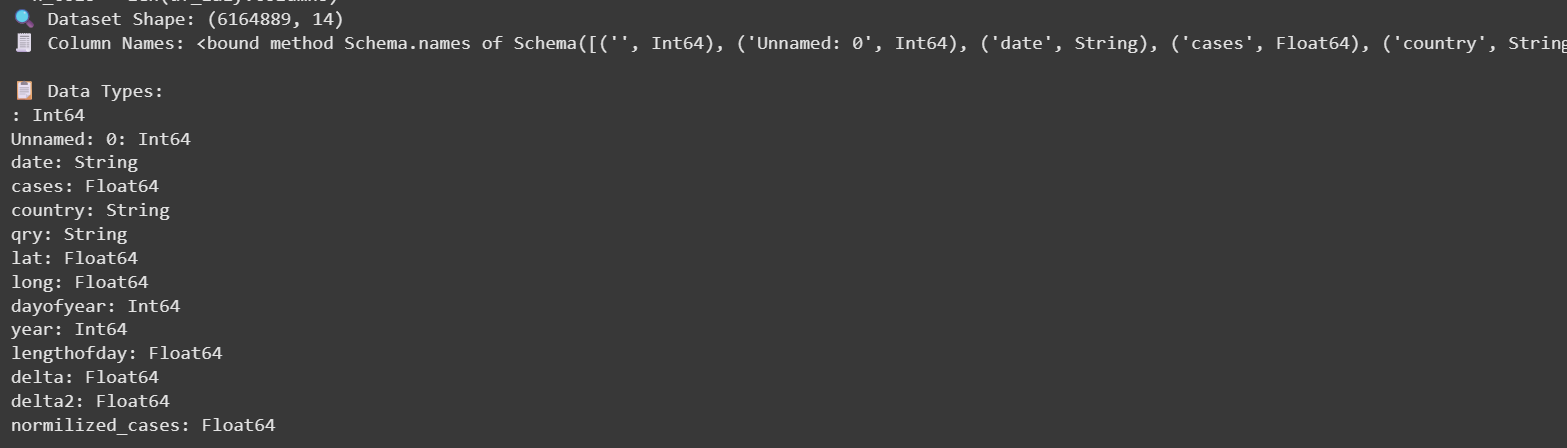 🔍 Dataset Shape: (6164889, 14)
🧾 Column Names: <bound method Schema.names of Schema([('', Int64), ('Unnamed: 0', Int64), ('date', String), ('cases', Float64), ('country', String
📋 Data Types:
: Int64
Unnamed: 0: Int64
date: String
cases: Float64
country: String
qry: String
lat: Float64
long: Float64
dayofyear: Int64
year: Int64
lengthofday: Float64
delta: Float64
delta2: Float64
normilized_cases: Float64